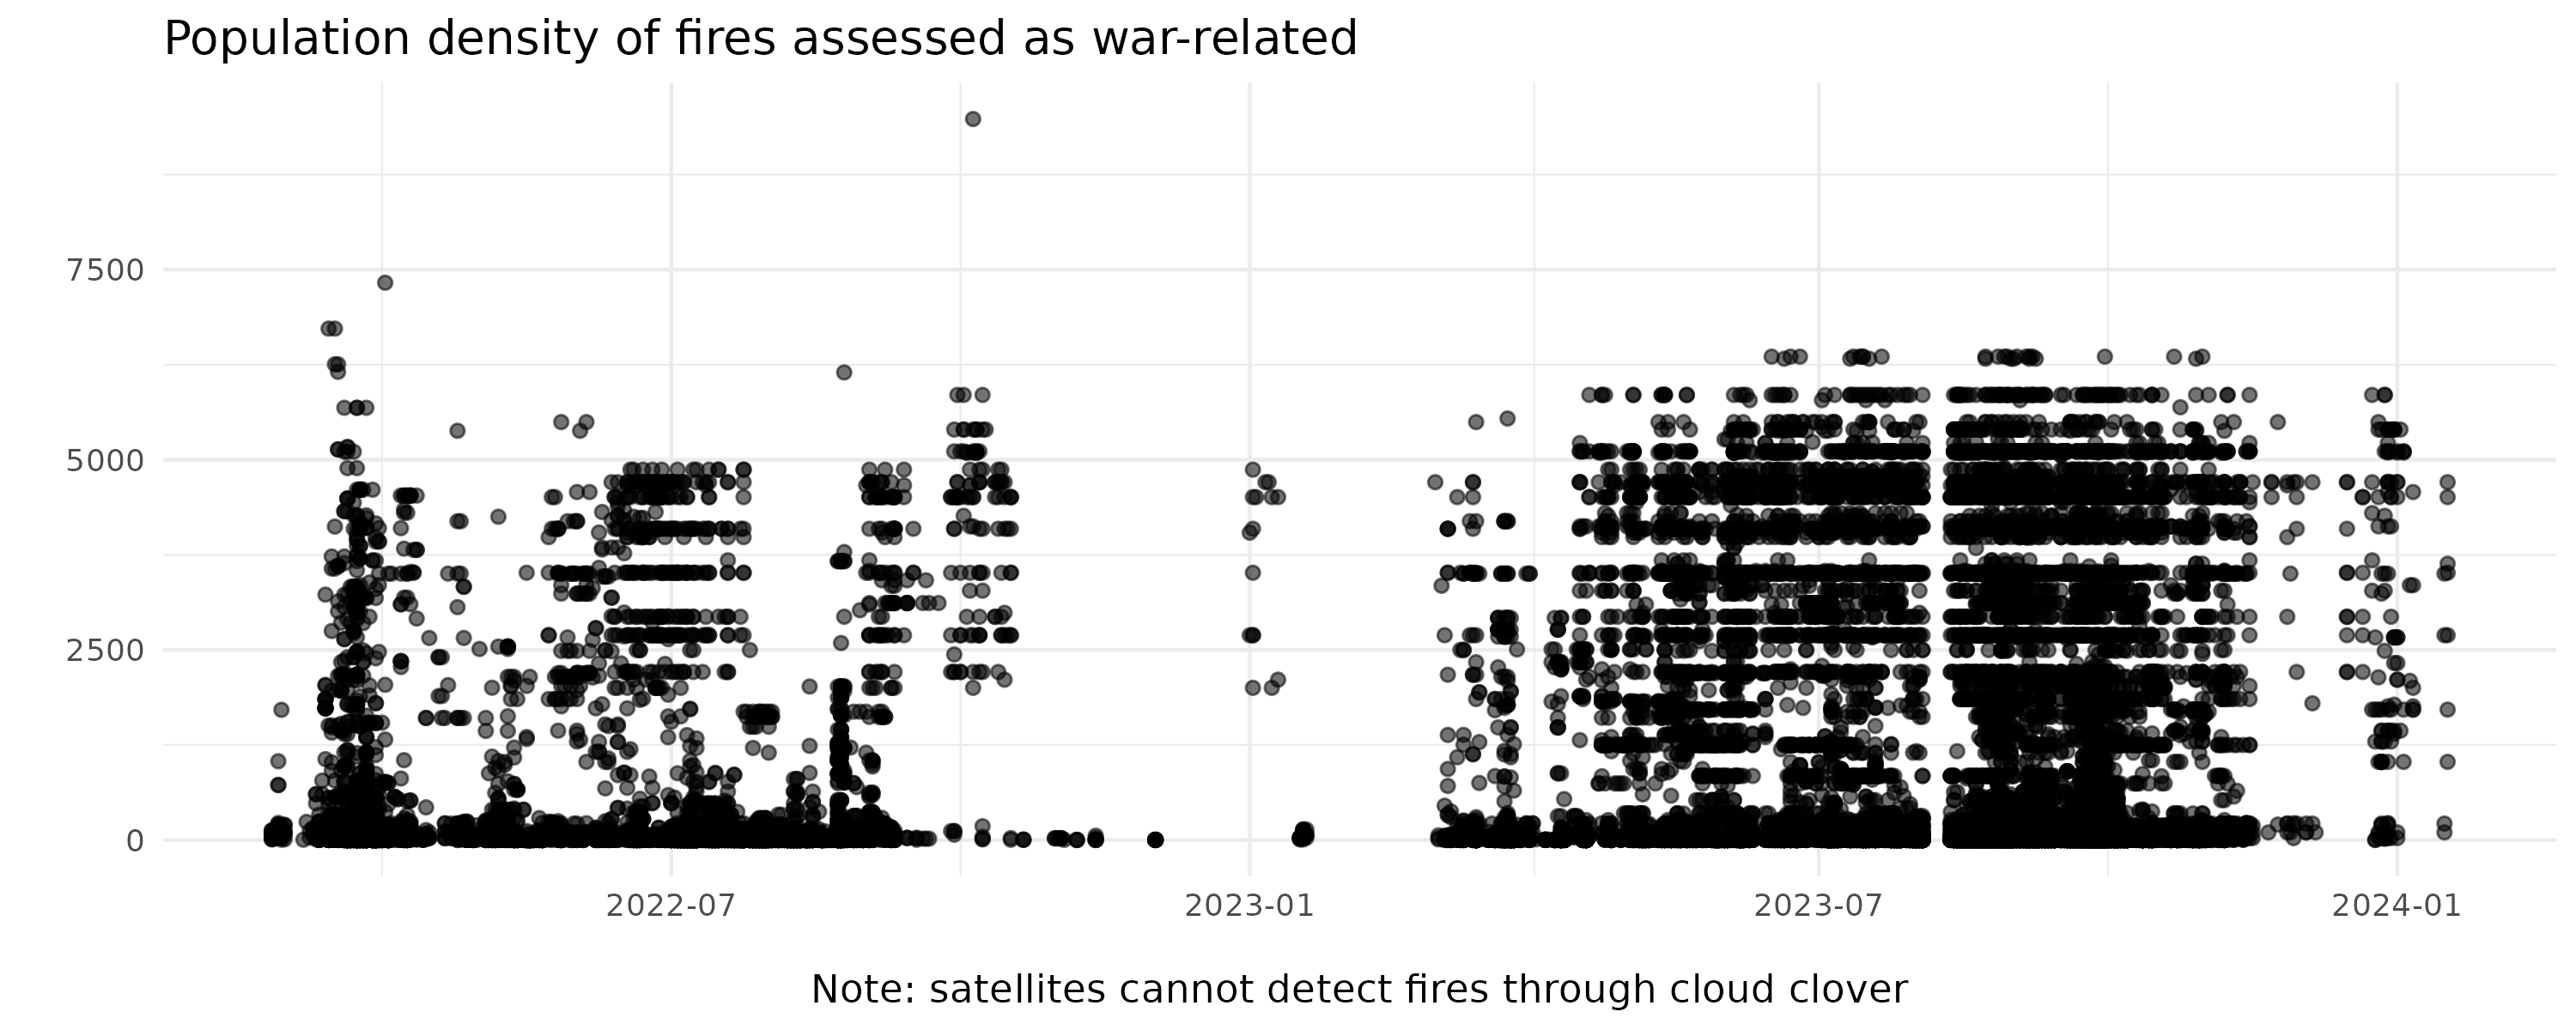 Population density of fires assessed as war-related
7500
5000
2500
0
2022-07 2023-01 2023-07 2024-01
Note: satellites cannot detect fires through cloud clover